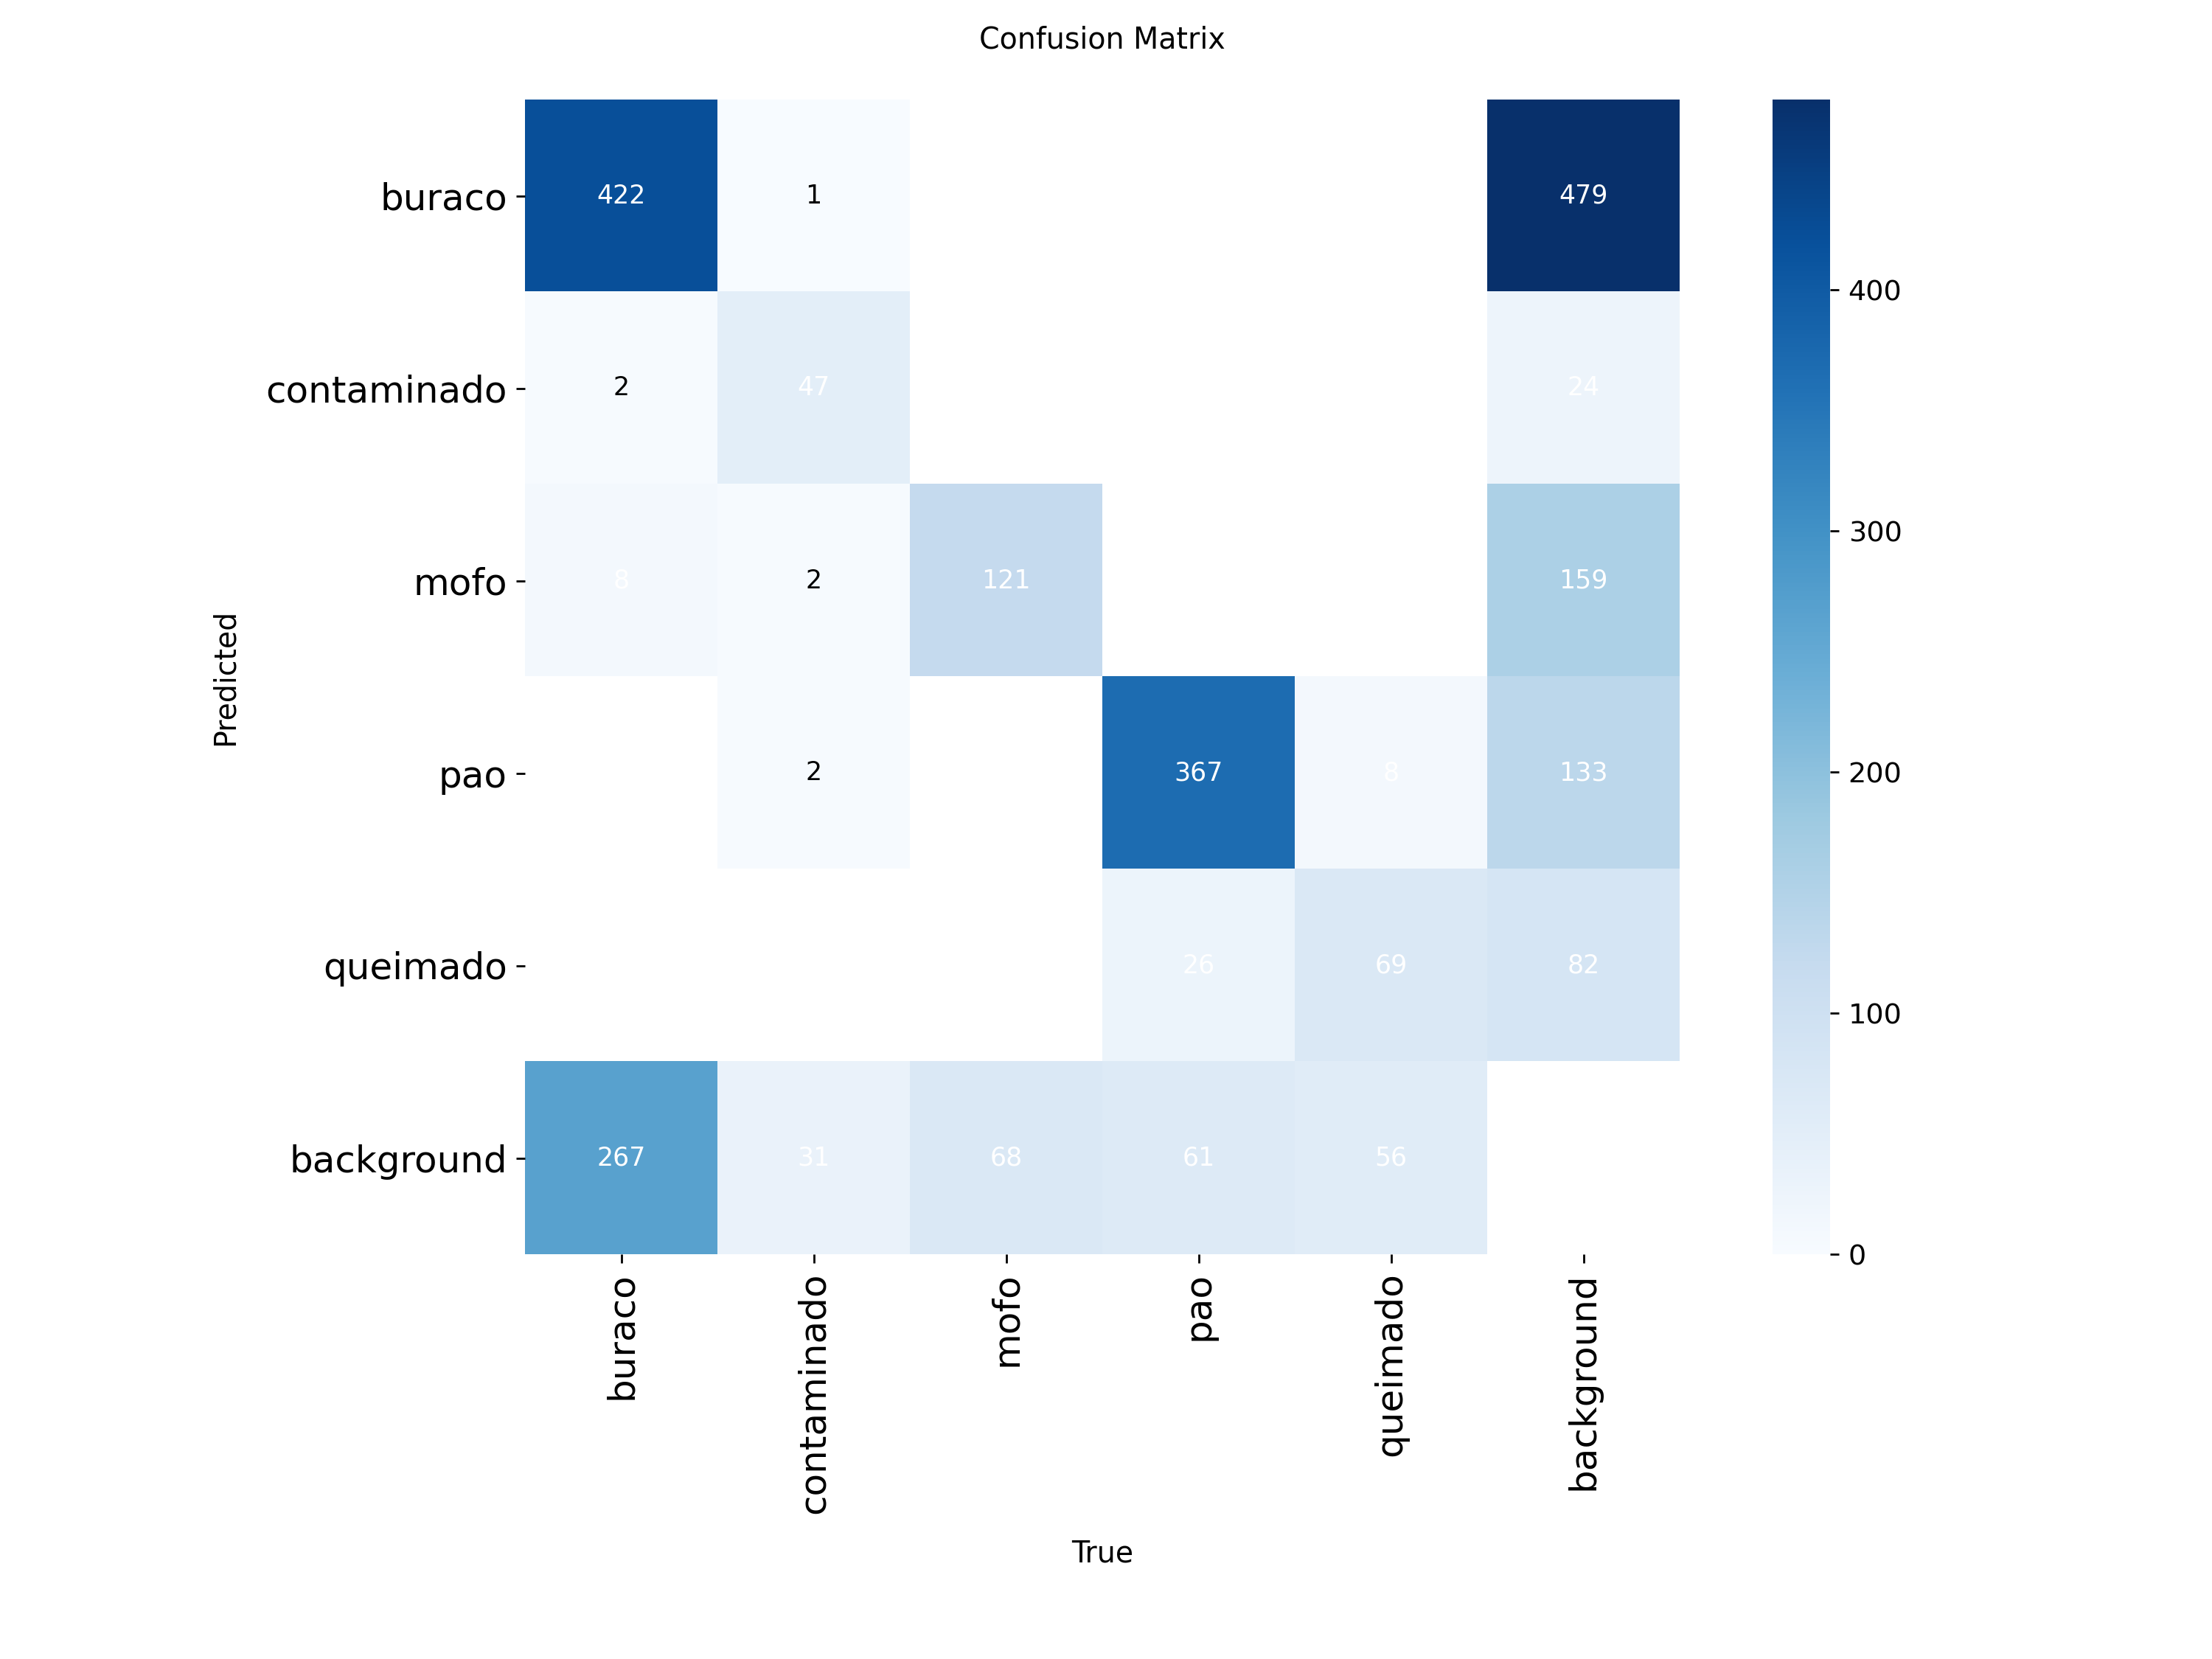 Confusion Matrix
buraco 422 1 479
contaminado 2 47 24
mofo 8 2 121 159
pao 2 367 8 133
queimado 26 69 82
background 267 31 68 61 56
Predicted
buraco
contaminado
mofo
pao
queimado
background
True
400
300
200
100
0